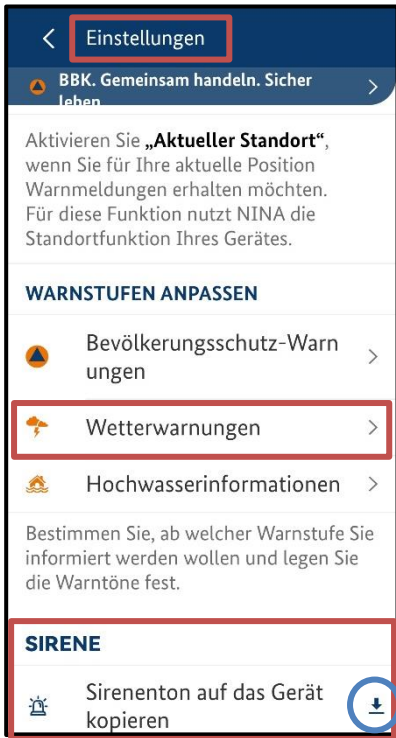 Einstellungen
BBK. Gemeinsam handeln. Sicher
leben
Aktivieren Sie „Aktueller Standort“,
wenn Sie für Ihre aktuelle Position
Warnmeldungen erhalten möchten.
Für diese Funktion nutzt NINA die
Standortfunktion Ihres Gerätes.
WARNSTUFEN ANPASSEN
Bevölkerungsschutz-Warn
ungen
Wetterwarnungen
Hochwasserinformationen
Bestimmen Sie, ab welcher Warnstufe Sie
informiert werden wollen und legen Sie
die Warntöne fest.
SIRENE
Sirenenton auf das Gerät
kopieren